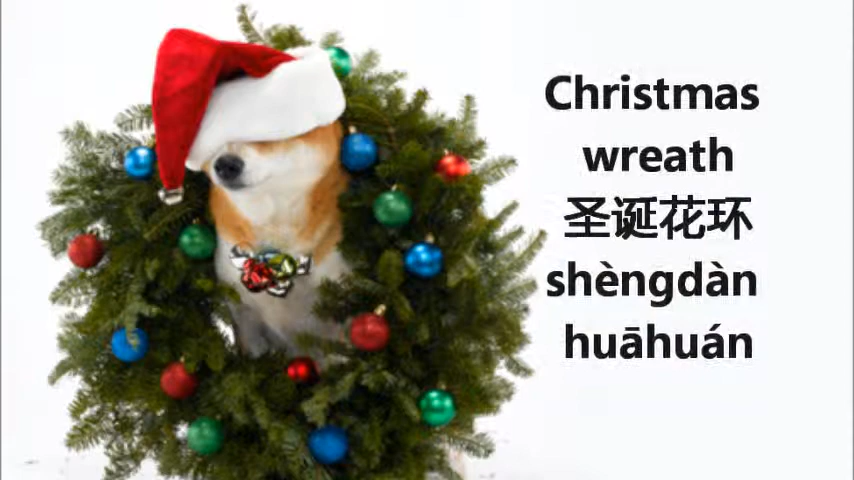 Christmas
wreath
圣诞花环
shèngdàn
huāhuán